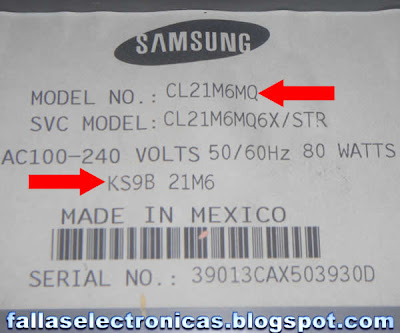 SAMSUNG
MODEL NO.: CL21M6MQ
SVC MODEL: CL21M6MQ6X/STR
AC100-240 VOLTS 50/60Hz 80 WATTS
KS9B 21M6
MADE IN MEXICO
SERIAL NO.: 39013CAX503930D
fallaselectronicas.blogspot.com